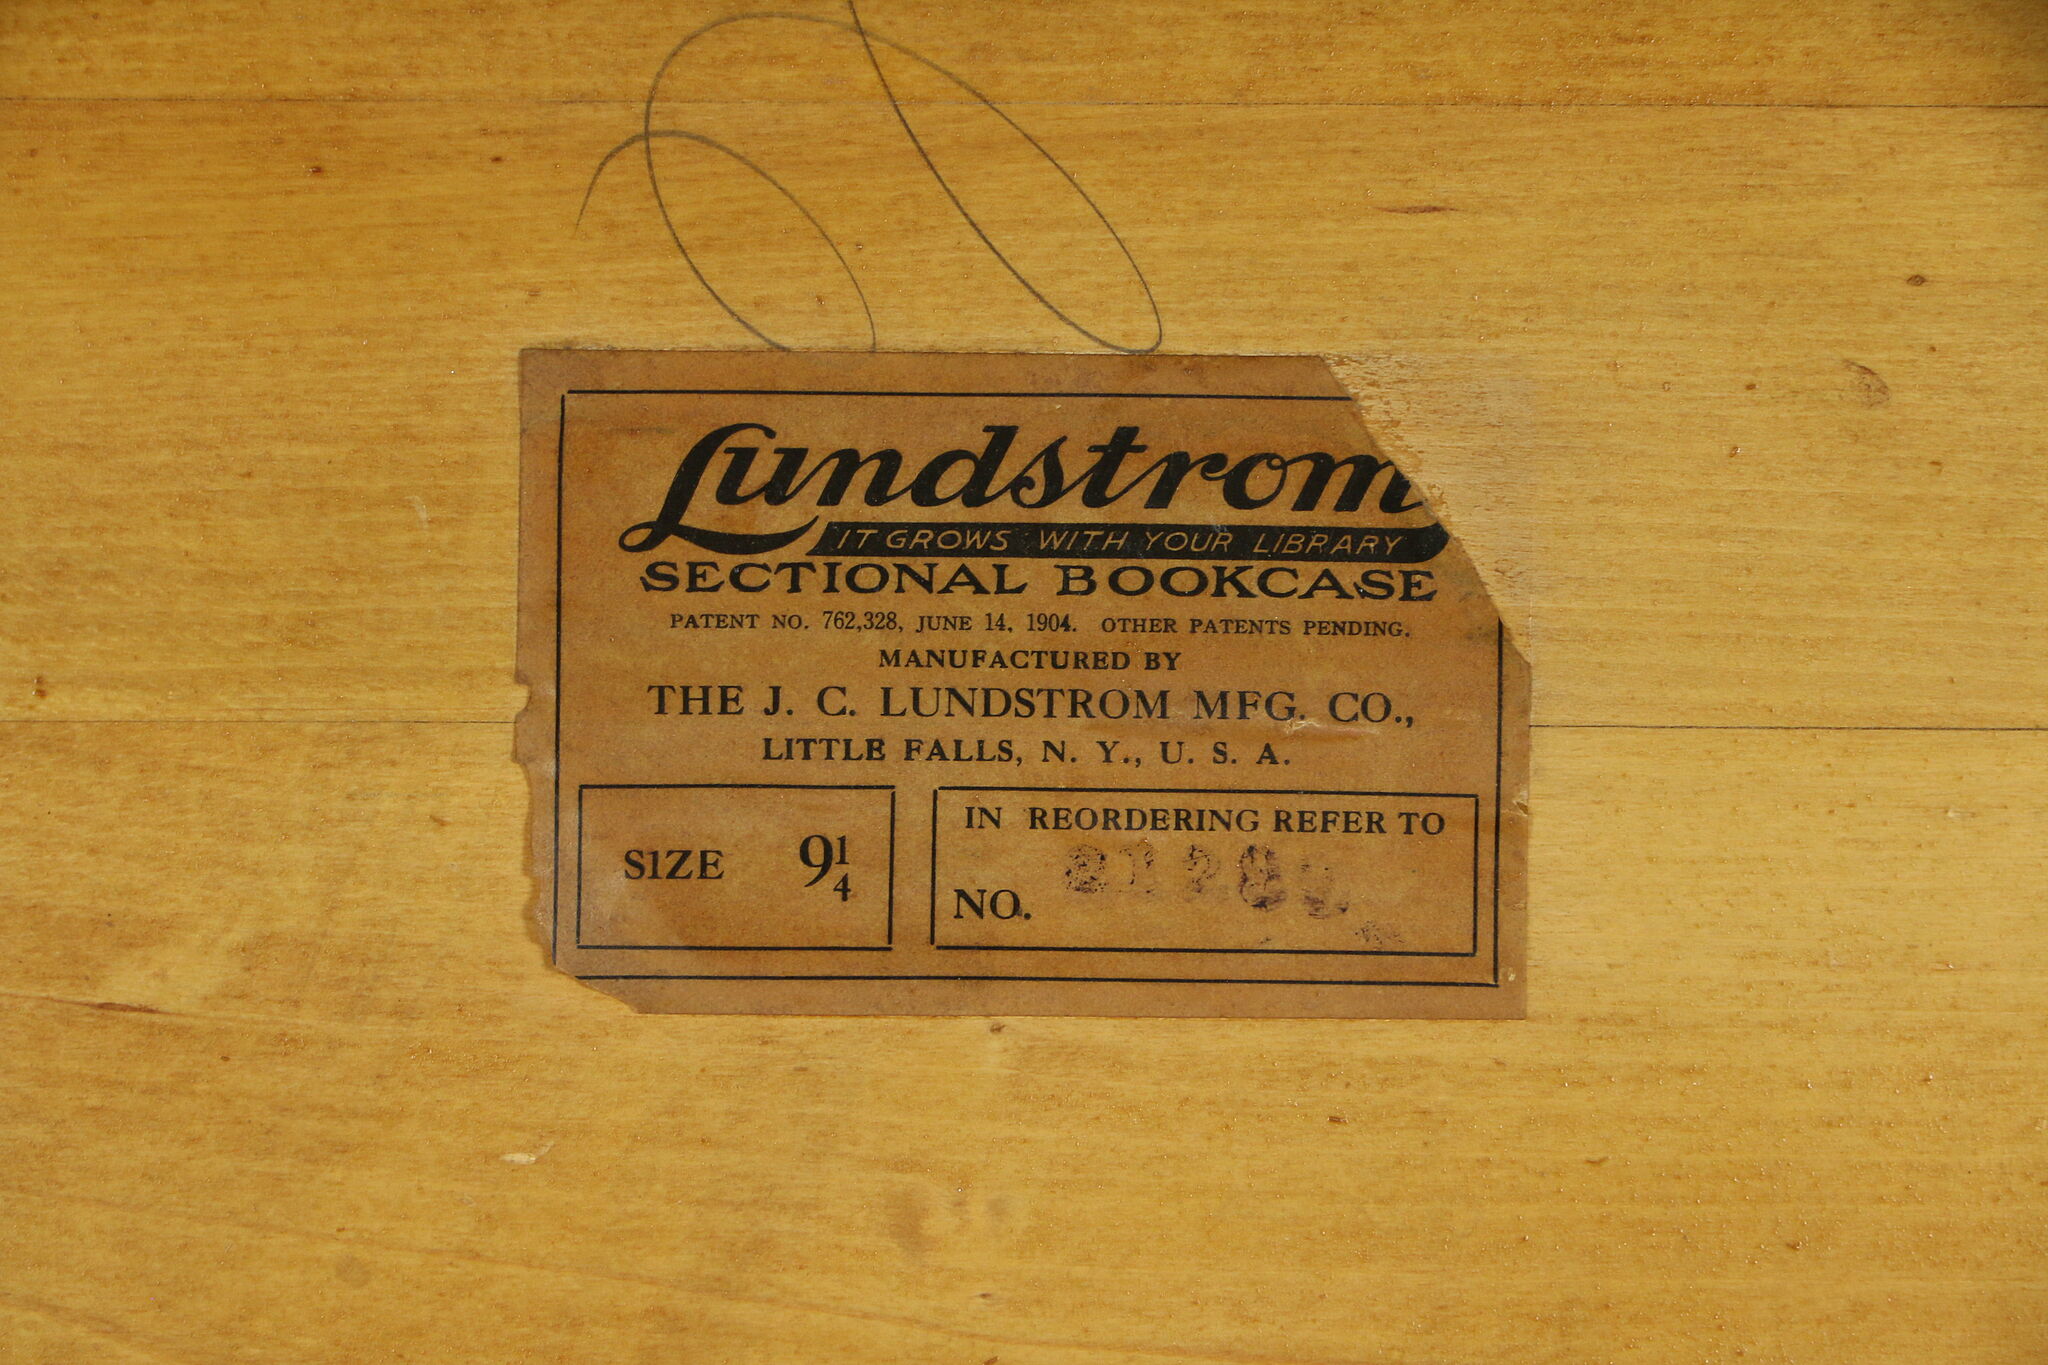 Lundstrom
IT GROWS WITH YOUR LIBRARY
SECTIONAL BOOKCASE
PATENT NO. 762,328, JUNE 14, 1904. OTHER PATENTS PENDING.
MANUFACTURED BY
THE J. C. LUNDSTROM MFG. CO.,
LITTLE FALLS, N. Y., U. S. A.
SIZE 9 1/4
IN REORDERING REFER TO
NO.